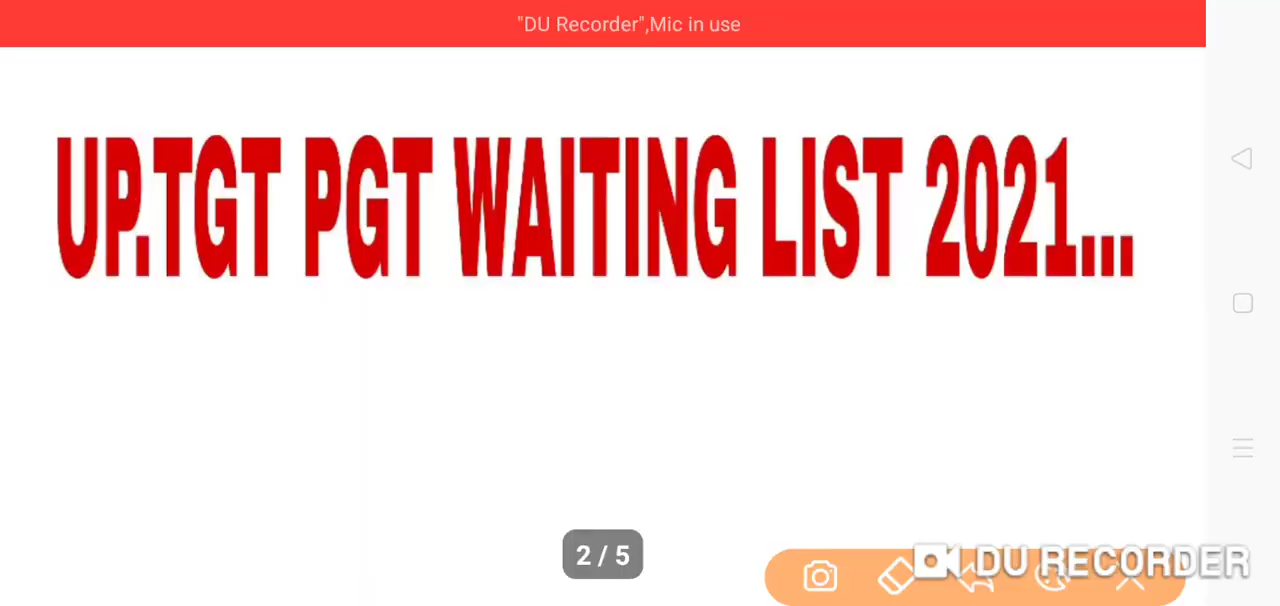 "DU Recorder",Mic in use
UP.TGT PGT WAITING LIST 2021...
2 / 5
DU RECORDER